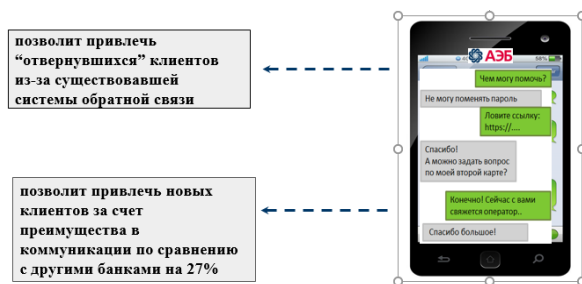 позволит привлечь
“отвернувшихся” клиентов
из-за существовавшей
системы обратной связи
позволит привлечь новых
клиентов за счет
преимущества в
коммуникации по сравнению
с другими банками на 27%
АЭБ
58%
Чем могу помочь?
Не могу поменять пароль
Ловите ссылку:
https://....
Спасибо!
А можно задать вопрос
по моей второй карте?
Конечно! Сейчас с вами
свяжется оператор..
Спасибо большое!